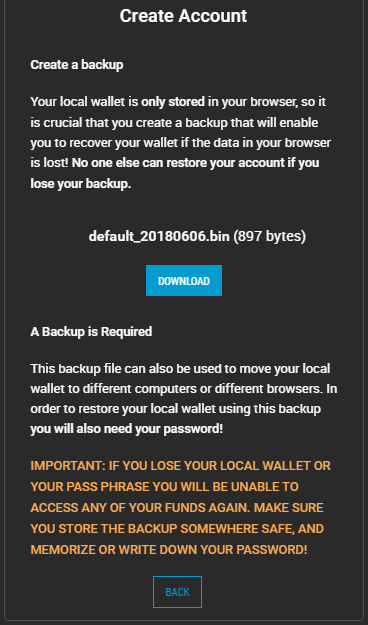 Create Account
Create a backup
Your local wallet is only stored in your browser, so it
is crucial that you create a backup that will enable
you to recover your wallet if the data in your browser
is lost! No one else can restore your account if you
lose your backup.
default_20180606.bin (897 bytes)
DOWNLOAD
A Backup is Required
This backup file can also be used to move your local
wallet to different computers or different browsers. In
order to restore your local wallet using this backup
you will also need your password!
IMPORTANT: IF YOU LOSE YOUR LOCAL WALLET OR
YOUR PASS PHRASE YOU WILL BE UNABLE TO
ACCESS ANY OF YOUR FUNDS AGAIN. MAKE SURE
YOU STORE THE BACKUP SOMEWHERE SAFE, AND
MEMORIZE OR WRITE DOWN YOUR PASSWORD!
BACK